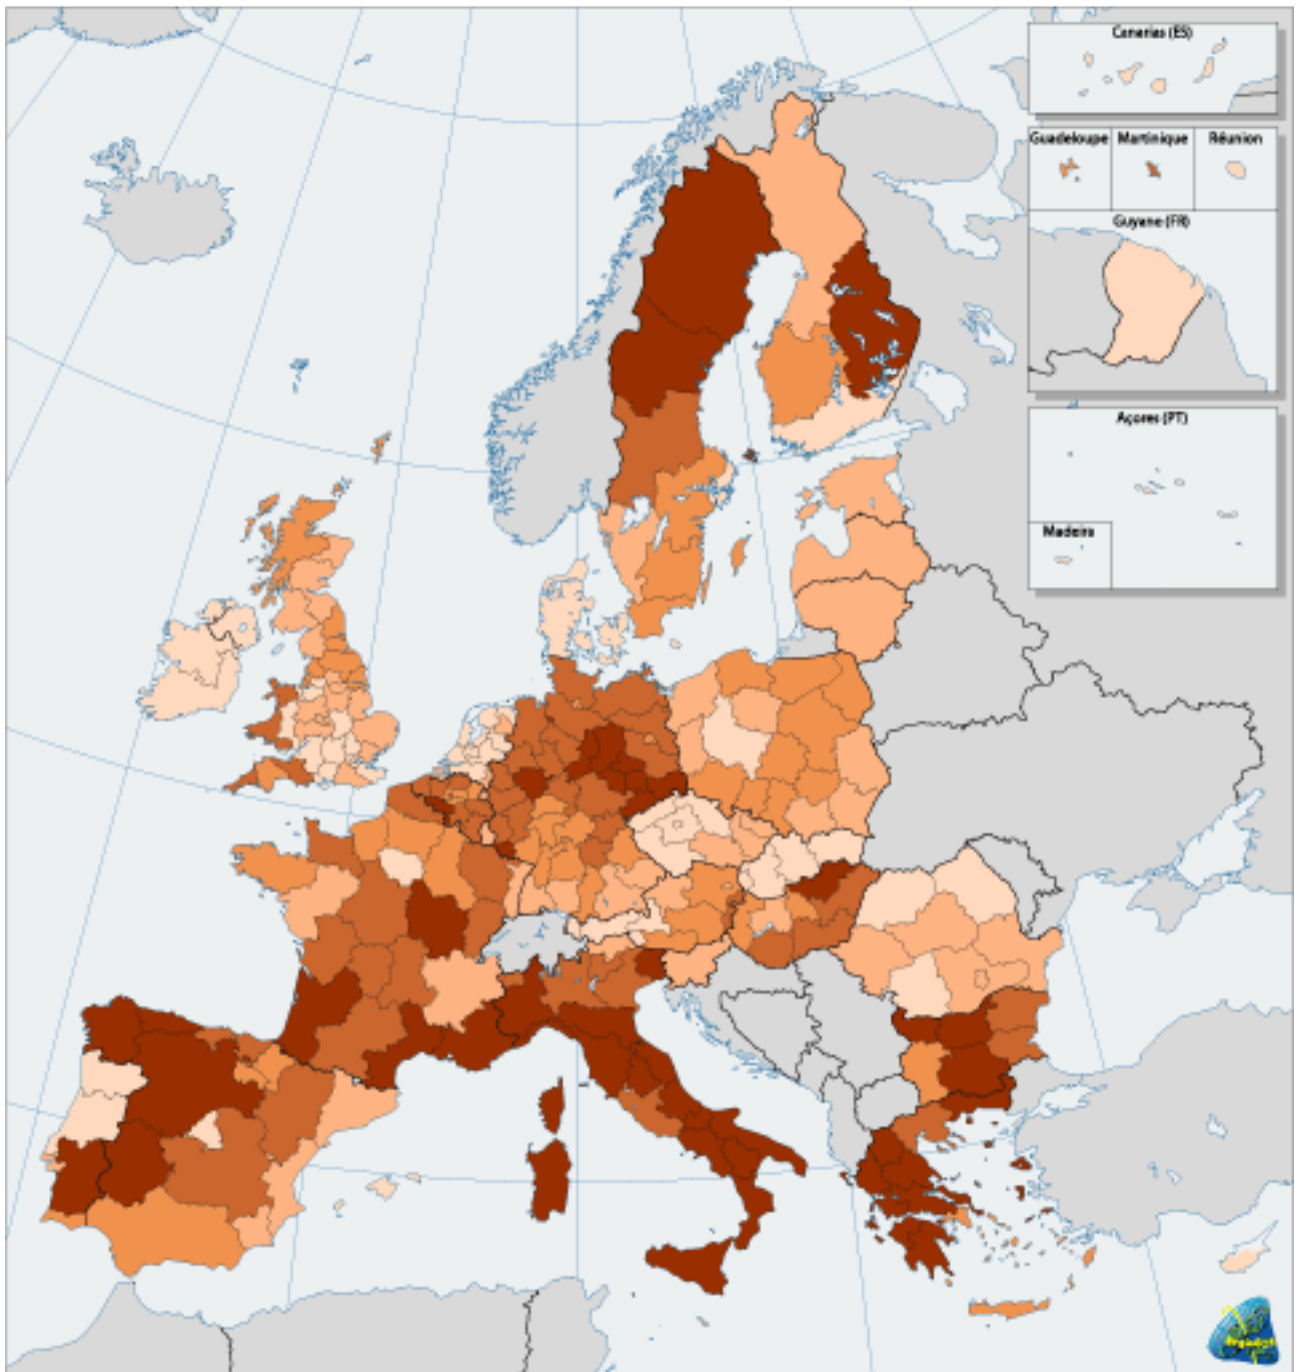 Canarias (ES)
Guadeloupe
Martinique
Réunion
Guyane (FR)
Açores (PT)
Madeira